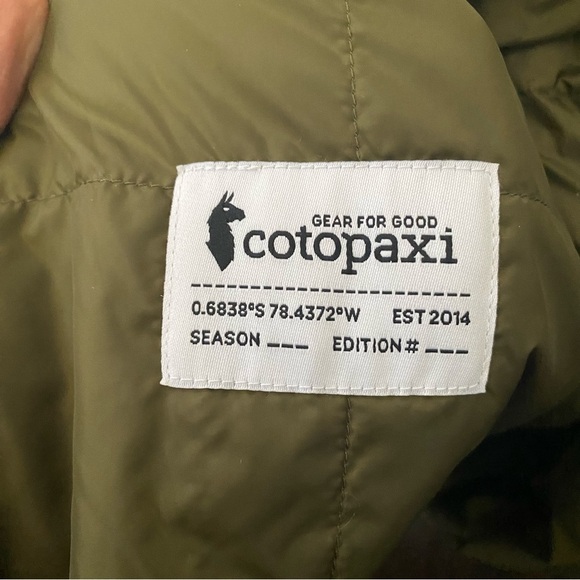 GEAR FOR GOOD
cotopaxi
0.6838°S 78.4372°W EST 2014
SEASON ___ EDITION # ___